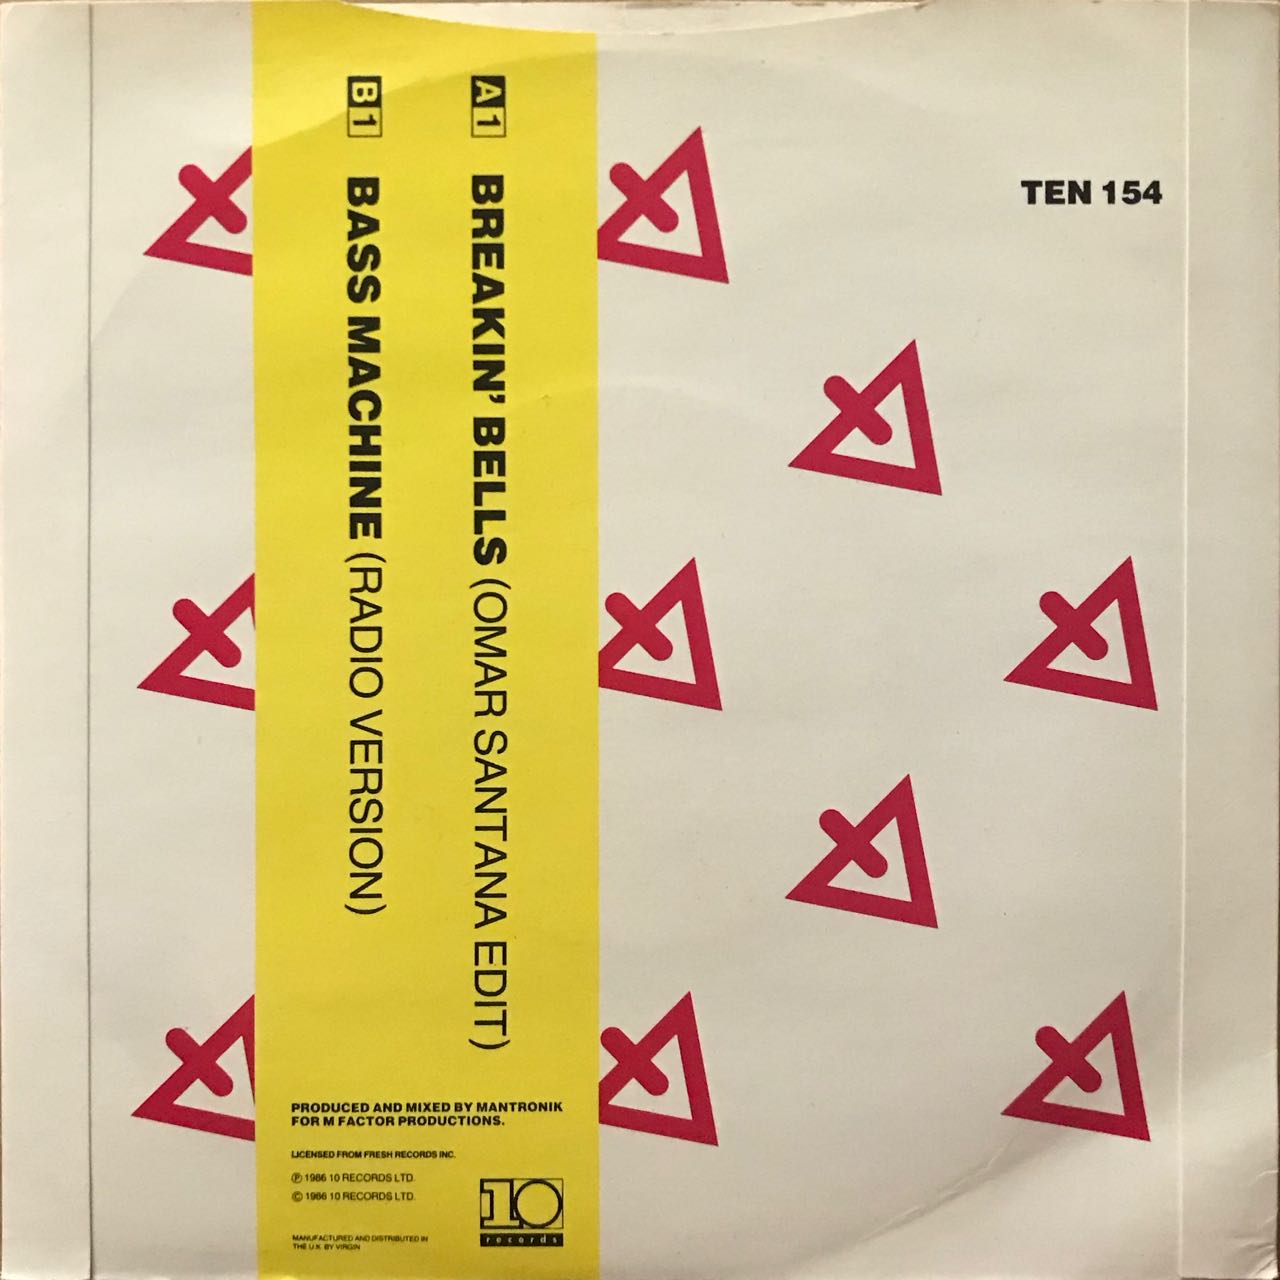 TEN 154
A1 BREAKIN' BELLS (OMAR SANTANA EDIT)
B1 BASS MACHINE (RADIO VERSION)
PRODUCED AND MIXED BY MANTRONIK
FOR M FACTOR PRODUCTIONS.
LICENSED FROM FRESH RECORDS INC.
℗ 1986 10 RECORDS LTD.
© 1986 10 RECORDS LTD.
MANUFACTURED AND DISTRIBUTED IN
THE U.K. BY VIRGIN
10
records